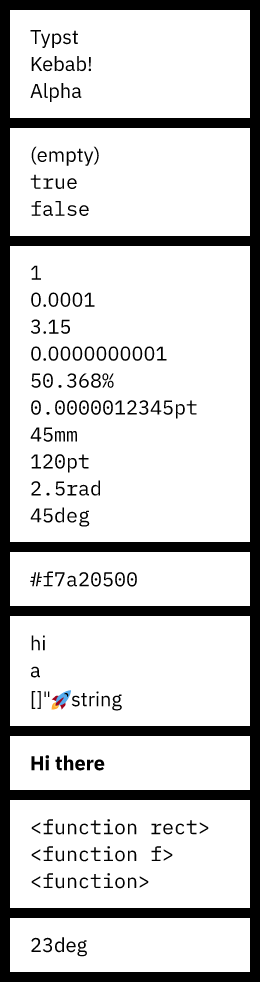 Typst
Kebab!
Alpha
(empty)
true
false
1
0.0001
3.15
0.0000000001
50.368%
0.0000012345pt
45mm
120pt
2.5rad
45deg
#f7a20500
hi
a
[]"🚀string
Hi there
<function rect>
<function f>
<function>
23deg